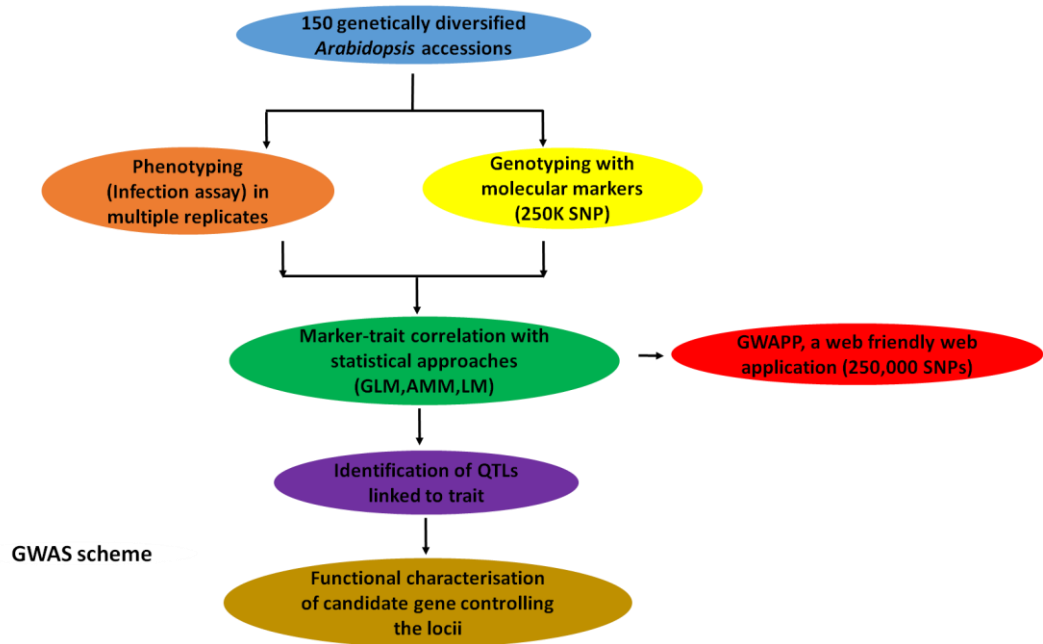 150 genetically diversified
Arabidopsis accessions
Phenotyping
(Infection assay) in
multiple replicates
Genotyping with
molecular markers
(250K SNP)
Marker-trait correlation with
statistical approaches
(GLM,AMM,LM)
GWAPP, a web friendly web
application (250,000 SNPs)
Identification of QTLs
linked to trait
GWAS scheme
Functional characterisation
of candidate gene controlling
the locii